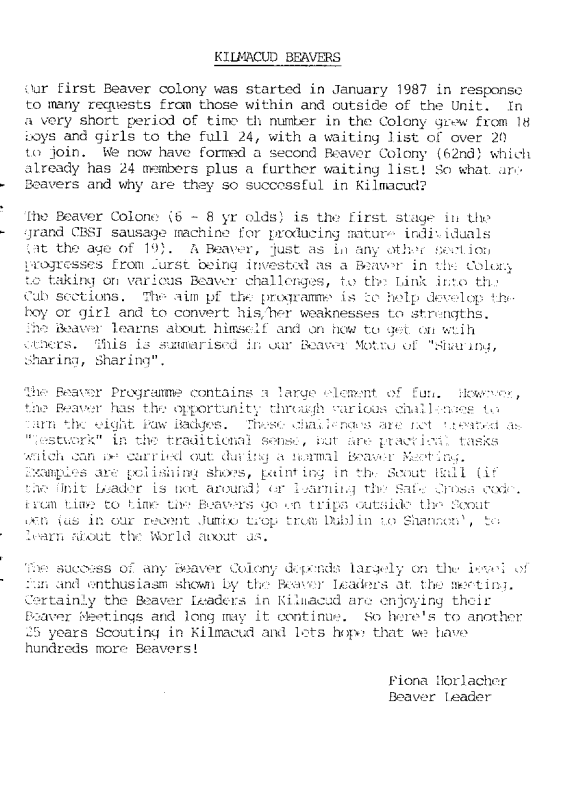 KILMACUD BEAVERS
Our first Beaver colony was started in January 1987 in response
to many requests from those within and outside of the Unit. In
a very short period of time th number in the Colony grew from 18
boys and girls to the full 24, with a waiting list of over 20
to join. We now have formed a second Beaver Colony (62nd) which
already has 24 members plus a further waiting list! So what are
Beavers and why are they so successful in Kilmacud?
The Beaver Colone (6 - 8 yr olds) is the first stage in the
grand CBSI sausage machine for producing mature individuals
(at the age of 19). A Beaver, just as in any other section
progresses from furst being invested as a Beaver in the Colony
to taking on various Beaver challenges, to the Link into the
Cub sections. The aim pf the programme is to help develop the
boy or girl and to convert his/her weaknesses to strengths.
The Beaver learns about himself and on how to get on wtih
others. This is summarised in our Beaver Motto of "Sharing,
Sharing, Sharing".
The Beaver Programme contains a large element of fun. However,
the Beaver has the opportunity through various challenges to
earn the eight Paw Badges. These challenges are not treated as
"Testwork" in the traditional sense, but are practical tasks
which can be carried out during a normal Beaver Meeting.
Examples are polishing shoes, painting in the Scout Hall (if
the Unit Leader is not around) or learning the Safe Cross code.
From time to time the Beavers go on trips outside the Scout
Den (as in our recent Jumbo trop from Dublin to Shannon), to
learn about the World about us.
The success of any Beaver Colony depends largely on the level of
fun and enthusiasm shown by the Beaver Leaders at the meeting.
Certainly the Beaver Leaders in Kilmacud are enjoying their
Beaver Meetings and long may it continue. So here's to another
25 years Scouting in Kilmacud and lets hope that we have
hundreds more Beavers!
Fiona Horlacher
Beaver Leader